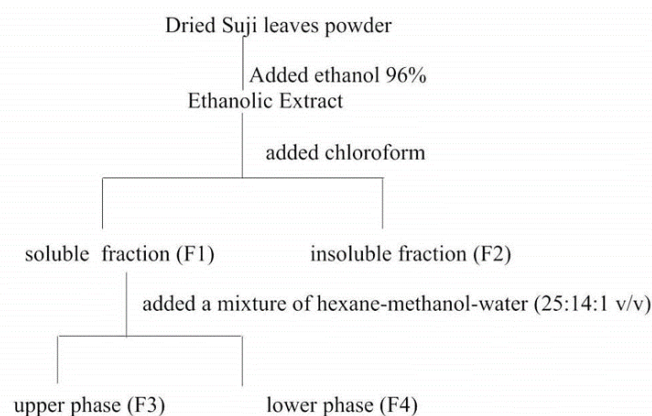 Dried Suji leaves powder
Added ethanol 96%
Ethanolic Extract
added chloroform
soluble fraction (F1)
insoluble fraction (F2)
added a mixture of hexane-methanol-water (25:14:1 v/v)
upper phase (F3)
lower phase (F4)